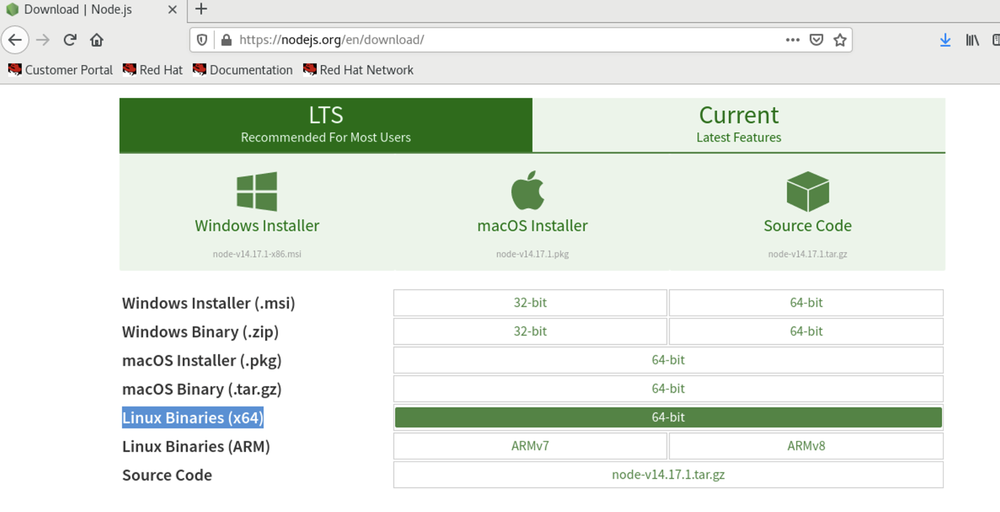 Download | Node.js
https://nodejs.org/en/download/
Customer Portal Red Hat Documentation Red Hat Network
LTS
Recommended For Most Users
Current
Latest Features
Windows Installer
node-v14.17.1-x86.msi
macOS Installer
node-v14.17.1.pkg
Source Code
node-v14.17.1.tar.gz
Windows Installer (.msi) 32-bit 64-bit
Windows Binary (.zip) 32-bit 64-bit
macOS Installer (.pkg) 64-bit
macOS Binary (.tar.gz) 64-bit
Linux Binaries (x64) 64-bit
Linux Binaries (ARM) ARMv7 ARMv8
Source Code node-v14.17.1.tar.gz